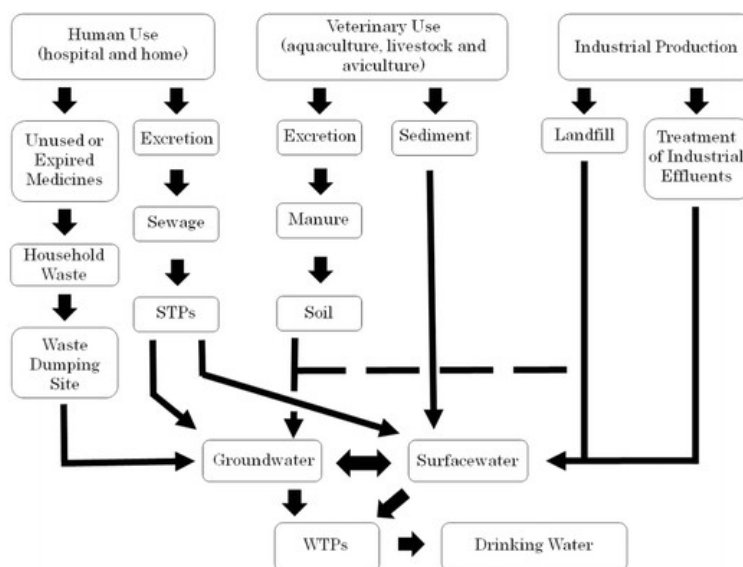 Human Use
(hospital and home)
Veterinary Use
(aquaculture, livestock and
aviculture)
Industrial Production
Unused or
Expired
Medicines
Excretion
Excretion
Sediment
Landfill
Treatment
of Industrial
Effluents
Sewage
Manure
Household
Waste
STPs
Soil
Waste
Dumping
Site
Groundwater
Surfacewater
WTPs
Drinking Water